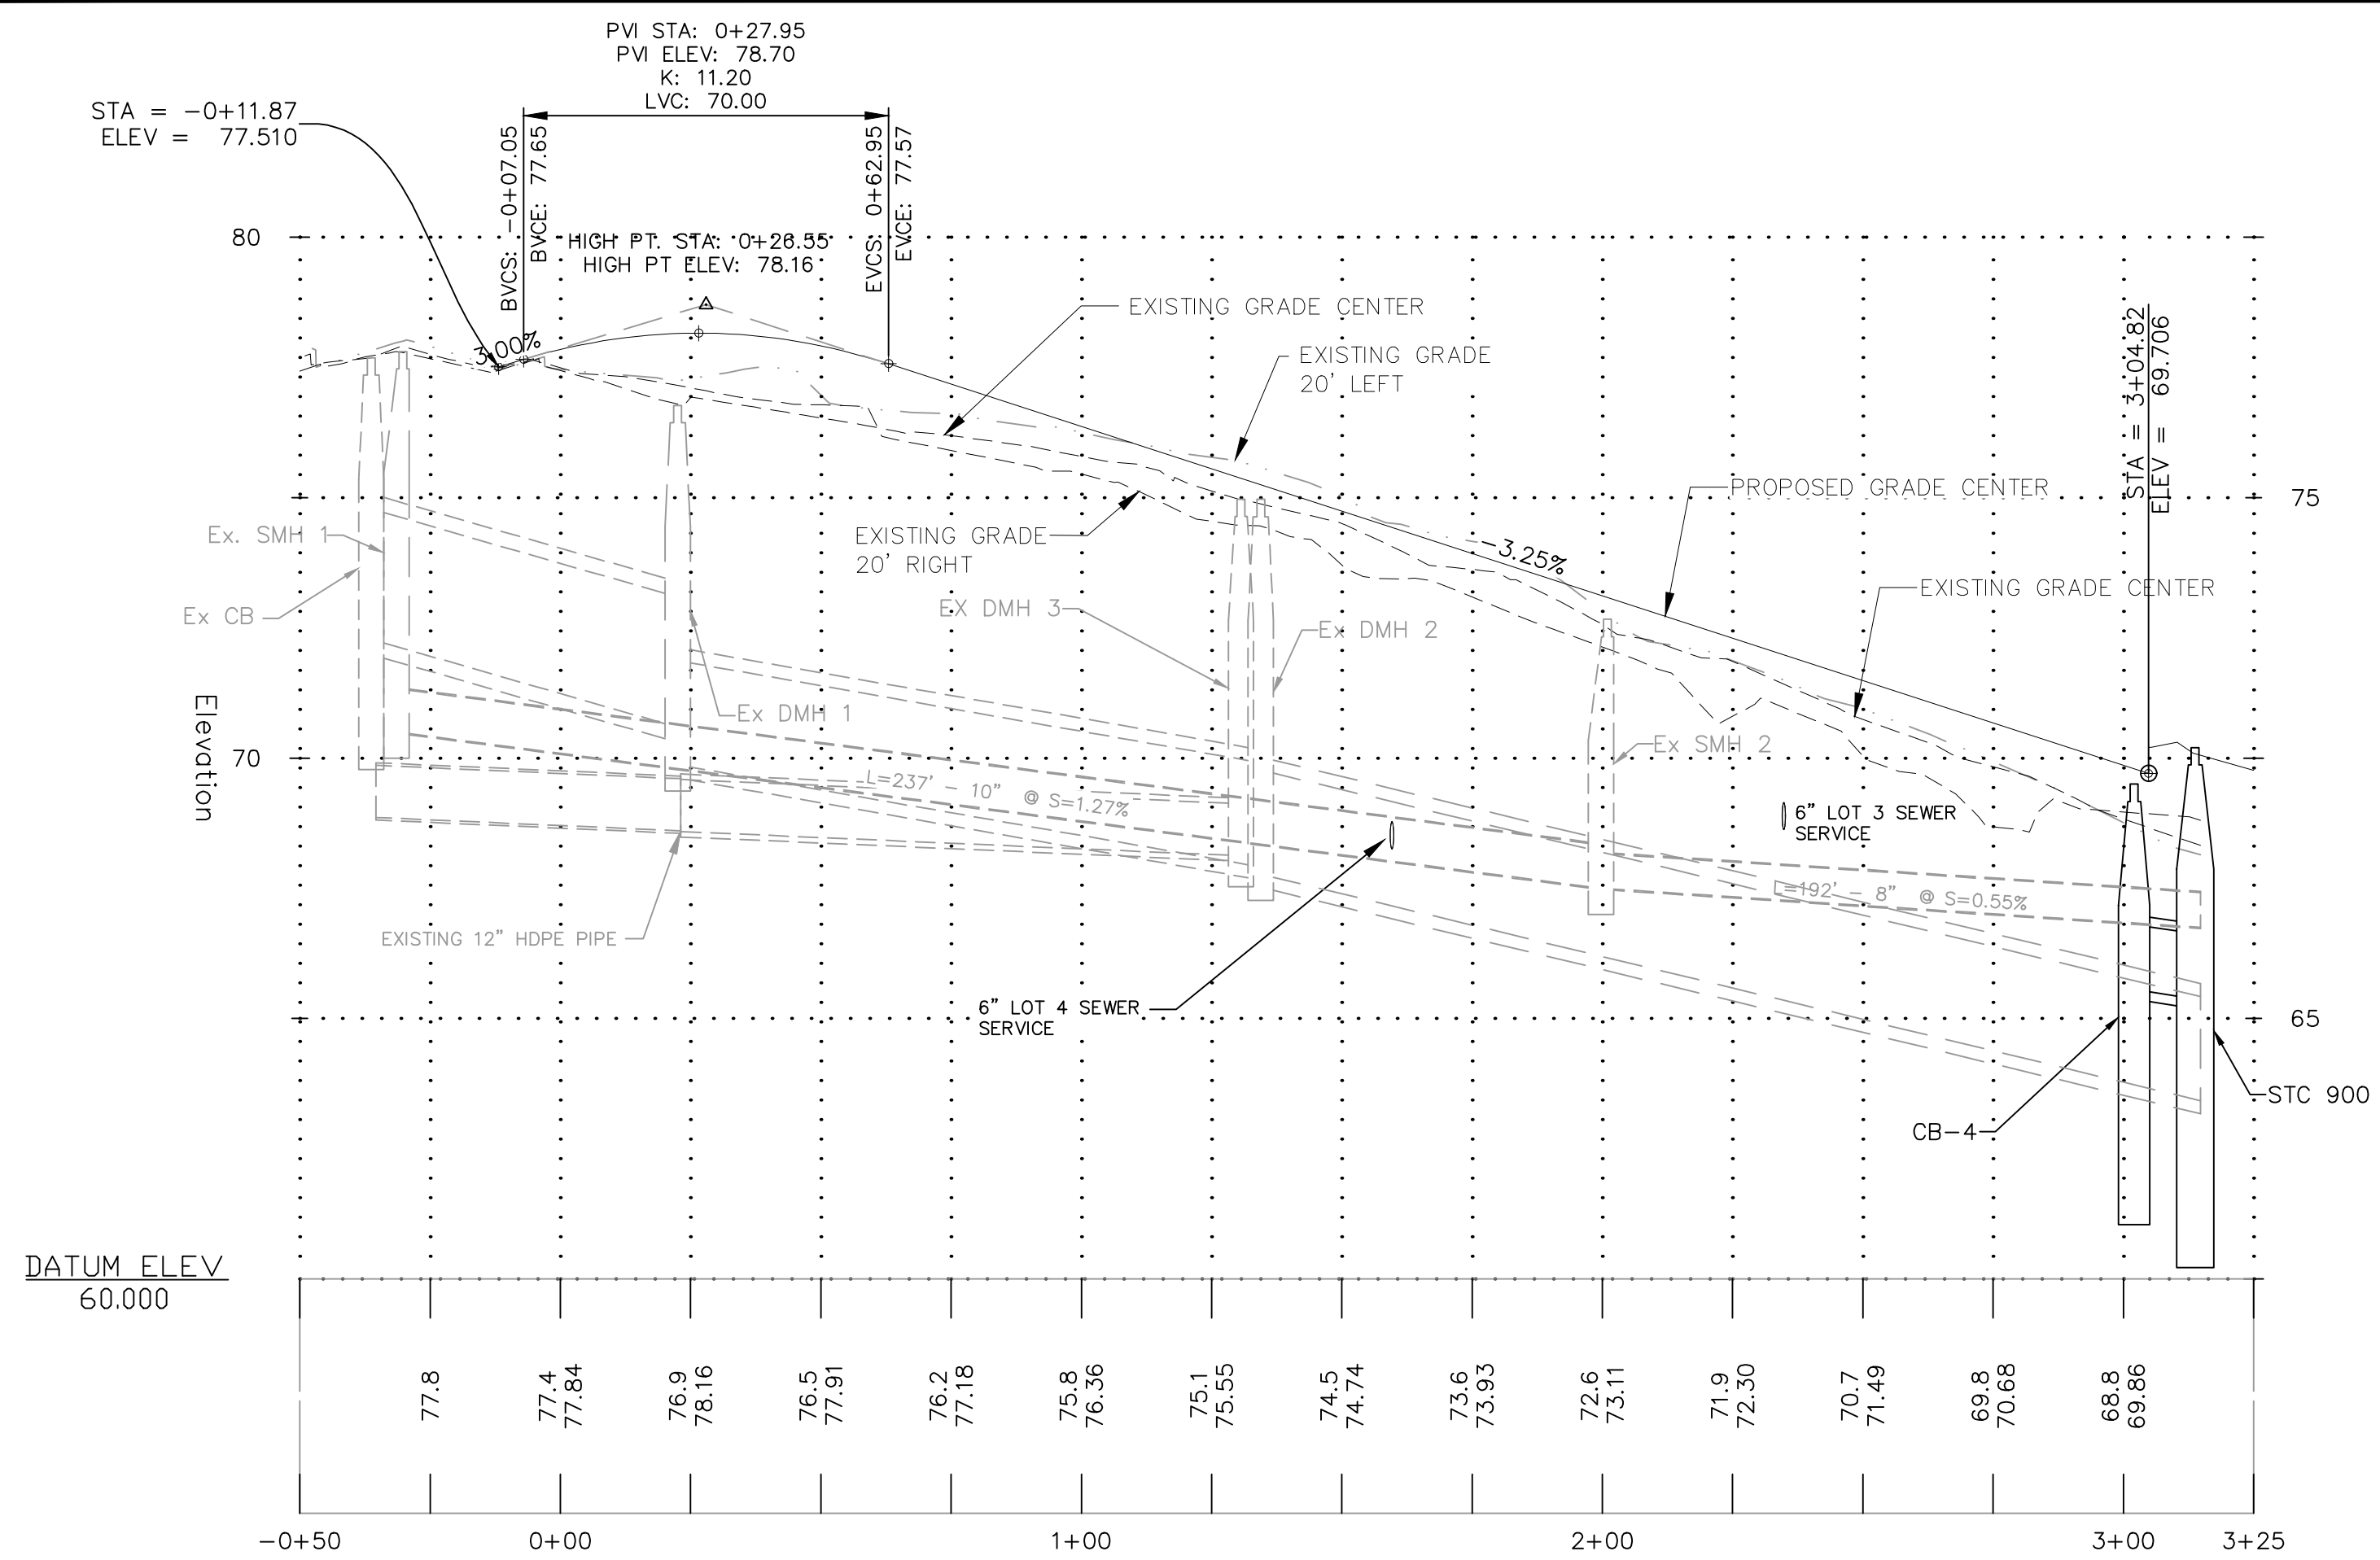 PVI STA: 0+27.95
PVI ELEV: 78.70
K: 11.20
LVC: 70.00
STA = -0+11.87
ELEV = 77.510
BVCS: -0+07.05
BVCE: 77.65
EVCS: 0+62.95
EVCE: 77.57
HIGH PT. STA: 0+26.55
HIGH PT ELEV: 78.16
80
3.00%
EXISTING GRADE CENTER
EXISTING GRADE
20' LEFT
STA = 3+04.82
ELEV = 69.706
PROPOSED GRADE CENTER
75
Ex. SMH 1
EXISTING GRADE
20' RIGHT
-3.25%
Ex CB
EX DMH 3
Ex DMH 2
EXISTING GRADE CENTER
Elevation
Ex DMH 1
Ex SMH 2
70
L=237' - 10" @ S=1.27%
6" LOT 3 SEWER
SERVICE
L=192' - 8" @ S=0.55%
EXISTING 12" HDPE PIPE
6" LOT 4 SEWER
SERVICE
65
STC 900
CB-4
DATUM ELEV
60.000
77.8
77.4
77.84
76.9
78.16
76.5
77.91
76.2
77.18
75.8
76.36
75.1
75.55
74.5
74.74
73.6
73.93
72.6
73.11
71.9
72.30
70.7
71.49
69.8
70.68
68.8
69.86
-0+50
0+00
1+00
2+00
3+00
3+25